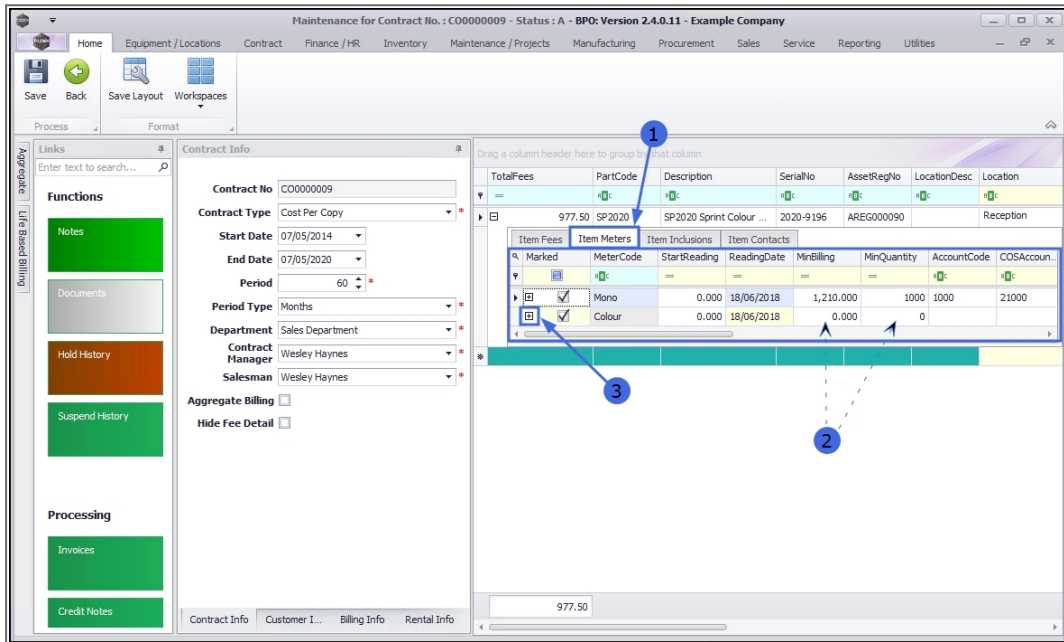 Maintenance for Contract No. : CO0000009 - Status : A - BPO: Version 2.4.0.11 - Example Company
Home Equipment / Locations Contract Finance / HR Inventory Maintenance / Projects Manufacturing Procurement Sales Service Reporting Utilities
Save Back Save Layout Workspaces
Process Format
Aggregate
Life Based Billing
Links
Enter text to search...
Functions
Notes
Documents
Hold History
Suspend History
Processing
Invoices
Credit Notes
Contract Info
Contract No CO0000009
Contract Type Cost Per Copy *
Start Date 07/05/2014
End Date 07/05/2020
Period 60 *
Period Type Months *
Department Sales Department *
Contract Manager Wesley Haynes *
Salesman Wesley Haynes *
Aggregate Billing
Hide Fee Detail
Contract Info Customer I... Billing Info Rental Info
1
Drag a column header here to group by that column
TotalFees PartCode Description SerialNo AssetRegNo LocationDesc Location
= ABC ABC ABC ABC ABC ABC
977.50 SP2020 SP2020 Sprint Colour ... 2020-9196 AREG000090 Reception
Item Fees Item Meters Item Inclusions Item Contacts
Marked MeterCode StartReading ReadingDate MinBilling MinQuantity AccountCode COSAccoun...
ABC = = = = ABC ABC
Mono 0.000 18/06/2018 1,210.000 1000 1000 21000
Colour 0.000 18/06/2018 0.000 0
3
2
977.50